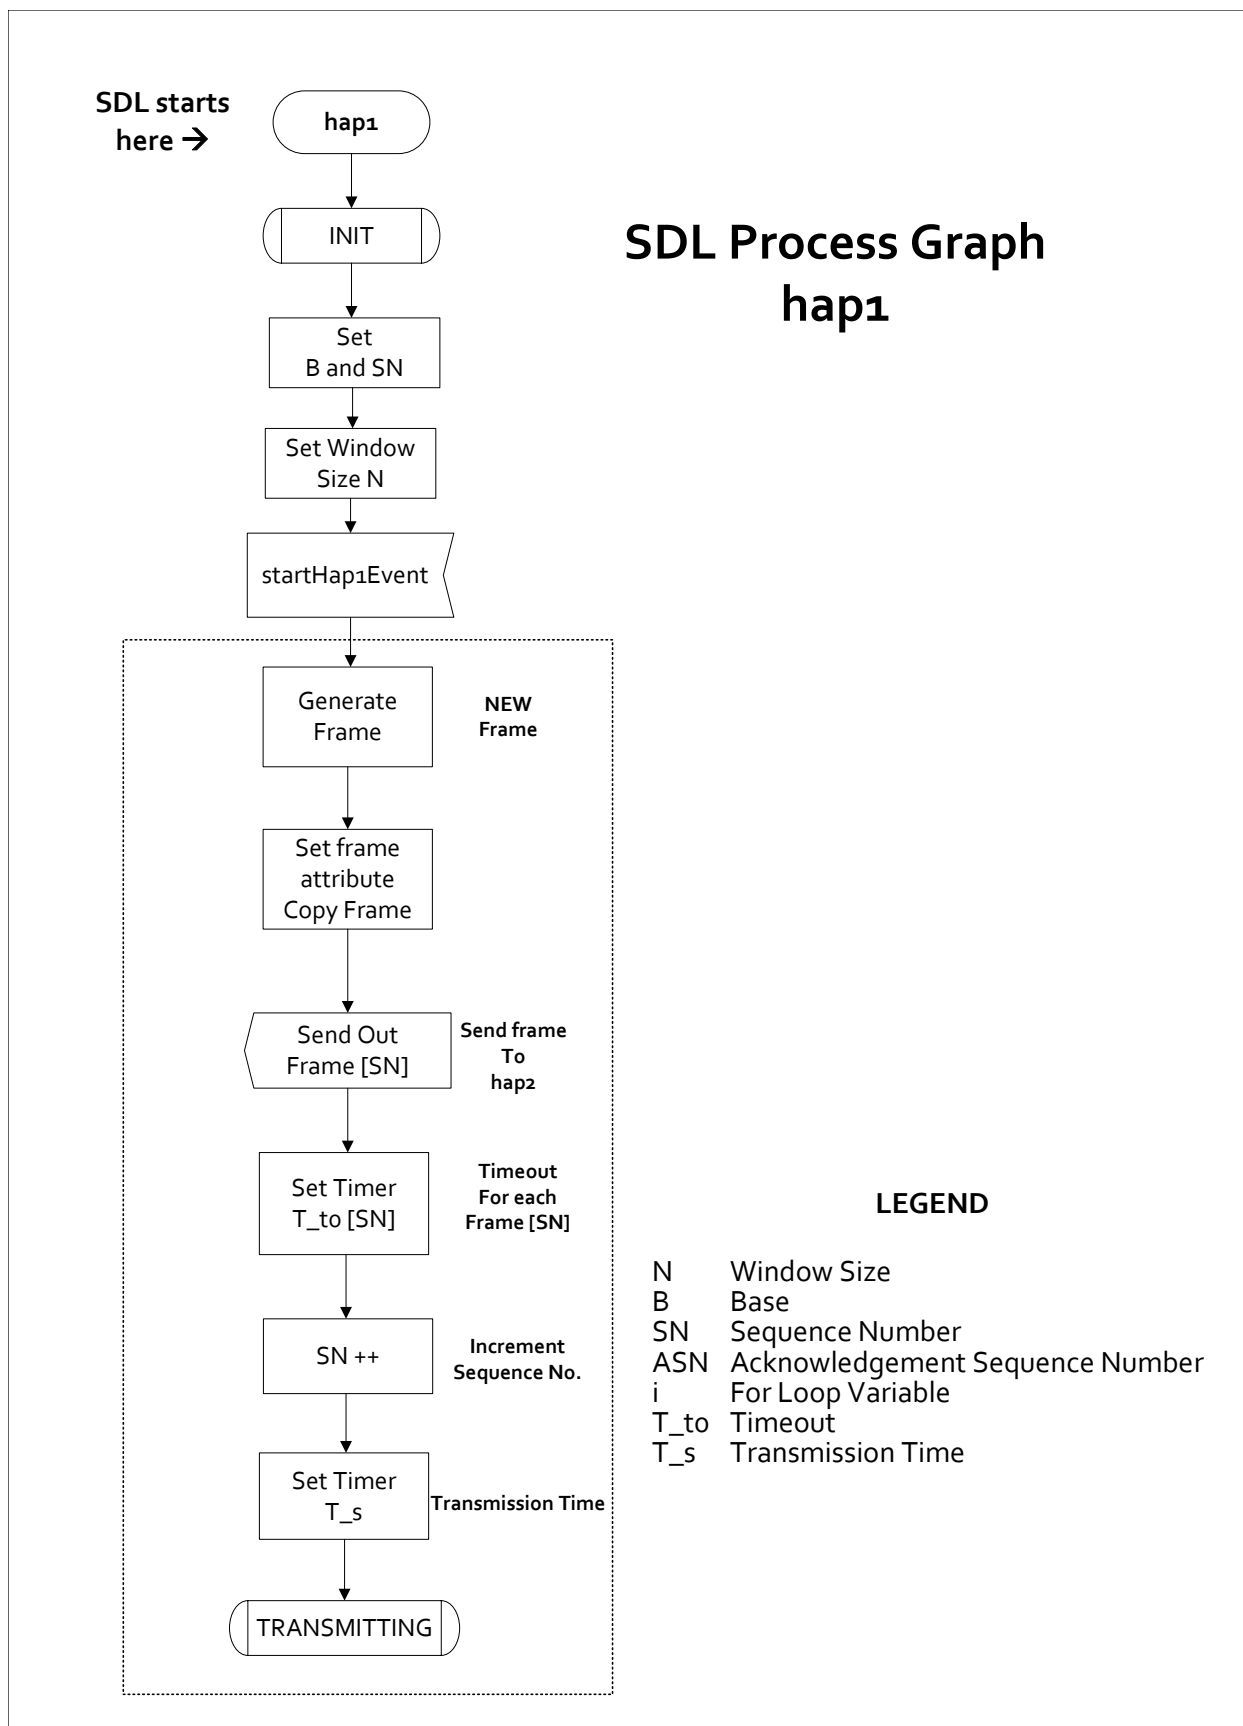 SDL starts
here →
hap1
INIT
SDL Process Graph
hap1
Set
B and SN
Set Window
Size N
startHap1Event
Generate
Frame
NEW
Frame
Set frame
attribute
Copy Frame
Send Out
Frame [SN]
Send frame
To
hap2
Set Timer
T_to [SN]
Timeout
For each
Frame [SN]
SN ++
Increment
Sequence No.
Set Timer
T_s
Transmission Time
TRANSMITTING
LEGEND
N Window Size
B Base
SN Sequence Number
ASN Acknowledgement Sequence Number
i For Loop Variable
T_to Timeout
T_s Transmission Time